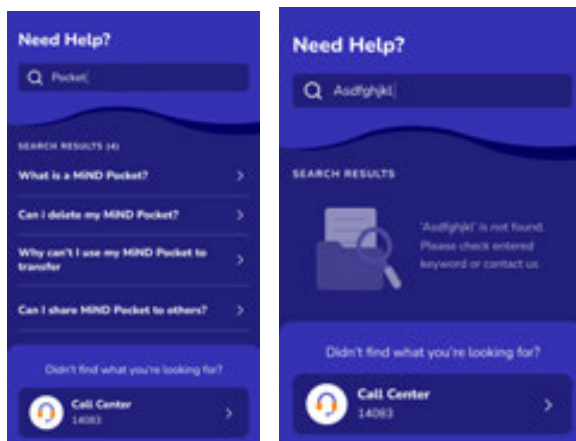 Need Help?
Pocket
SEARCH RESULTS (4)
What is a MiND Pocket?
Can i delete my MiND Pocket?
Why can't I use my MiND Pocket to
transfer
Can I share MiND Pocket to others?
Didn't find what you're looking for?
Call Center
14083
Need Help?
Asdfghjkl
SEARCH RESULTS
'Asdfghjkl' is not found.
Please check entered
keyword or contact us.
Didn't find what you're looking for?
Call Center
14083